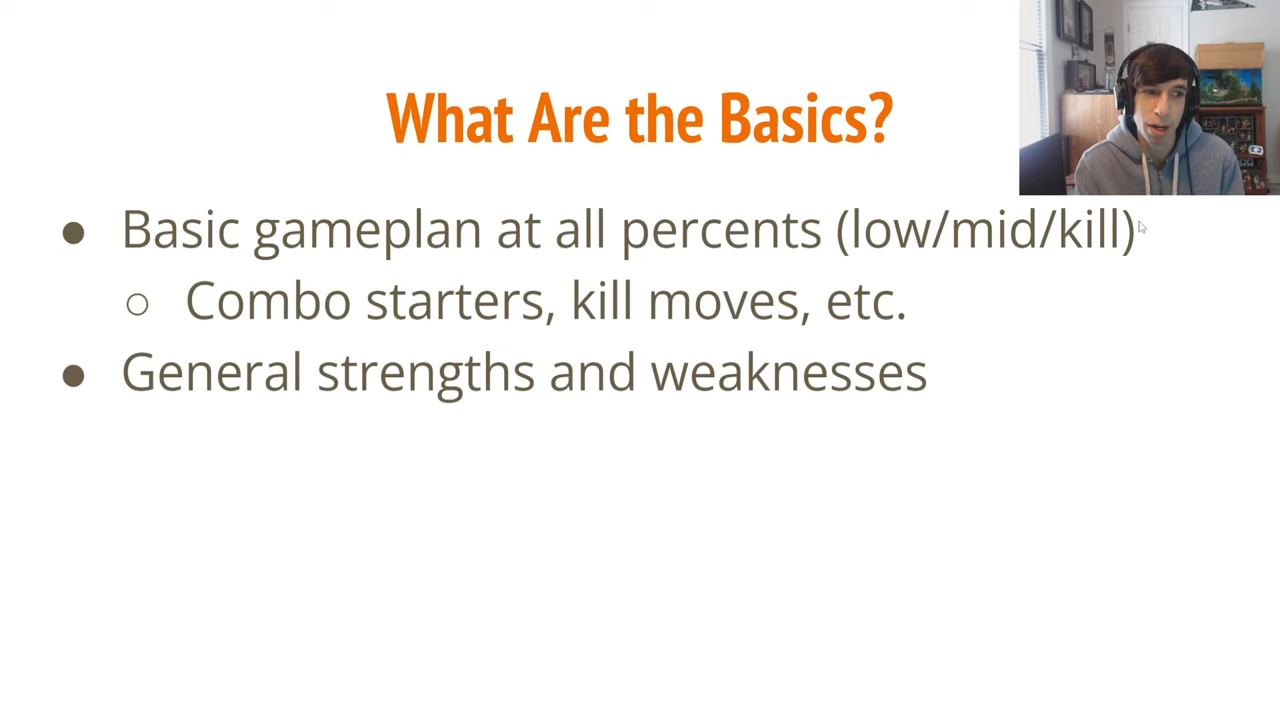 What Are the Basics?
● Basic gameplan at all percents (low/mid/kill)
○ Combo starters, kill moves, etc.
● General strengths and weaknesses